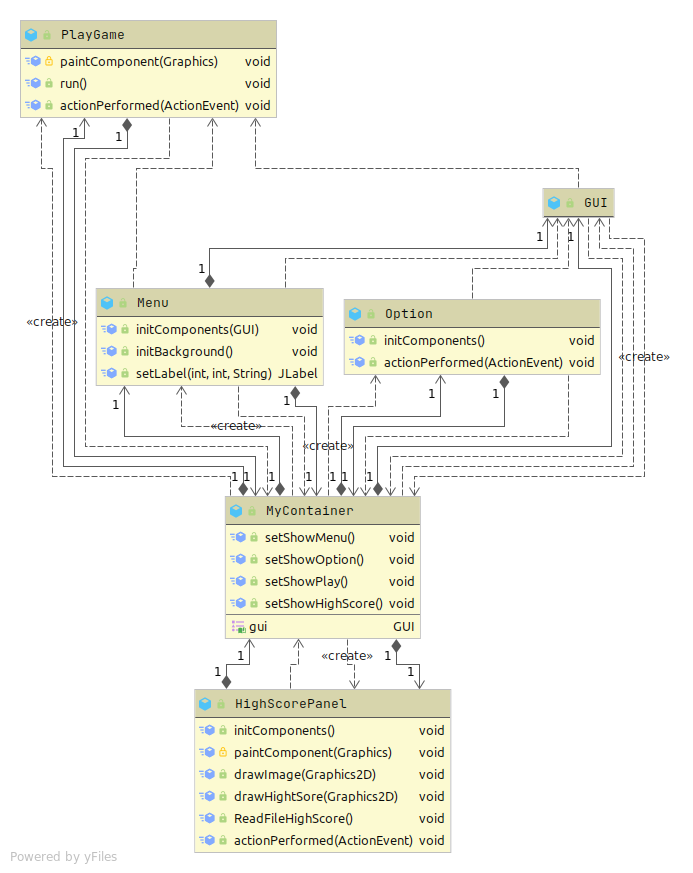 PlayGame
paintComponent(Graphics) void
run() void
actionPerformed(ActionEvent) void
1
1
GUI
1
1
1
«create»
«create»
Menu
initComponents(GUI) void
initBackground() void
setLabel(int, int, String) JLabel
Option
initComponents() void
actionPerformed(ActionEvent) void
1
1
1
1
«create»
«create»
1
1
1
1
1
1
1
MyContainer
setShowMenu() void
setShowOption() void
setShowPlay() void
setShowHighScore() void
gui GUI
1
«create»
1
1
1
HighScorePanel
initComponents() void
paintComponent(Graphics) void
drawImage(Graphics2D) void
drawHightSore(Graphics2D) void
ReadFileHighScore() void
actionPerformed(ActionEvent) void
Powered by yFiles